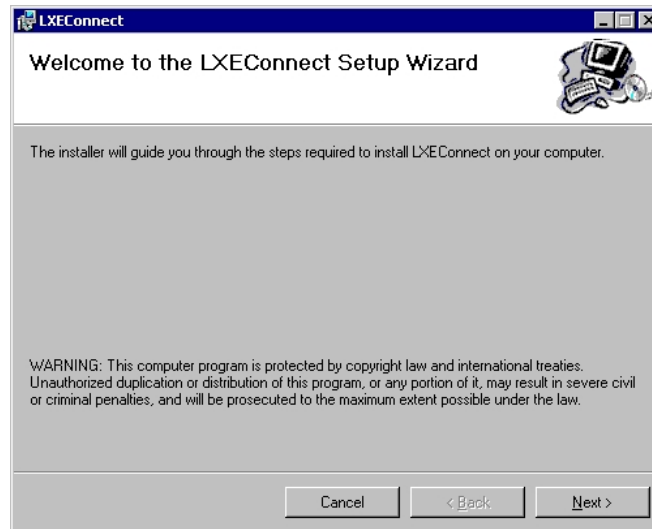 LXEConnect
Welcome to the LXEConnect Setup Wizard
The installer will guide you through the steps required to install LXEConnect on your computer.
WARNING: This computer program is protected by copyright law and international treaties.
Unauthorized duplication or distribution of this program, or any portion of it, may result in severe civil
or criminal penalties, and will be prosecuted to the maximum extent possible under the law.
Cancel
< Back
Next >